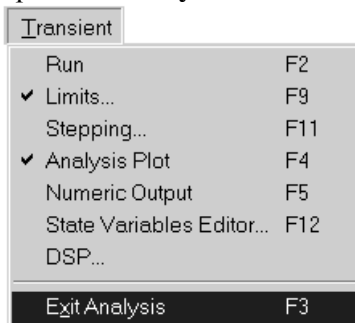 Transient
Run F2
Limits... F9
Stepping... F11
Analysis Plot F4
Numeric Output F5
State Variables Editor... F12
DSP...
Exit Analysis F3